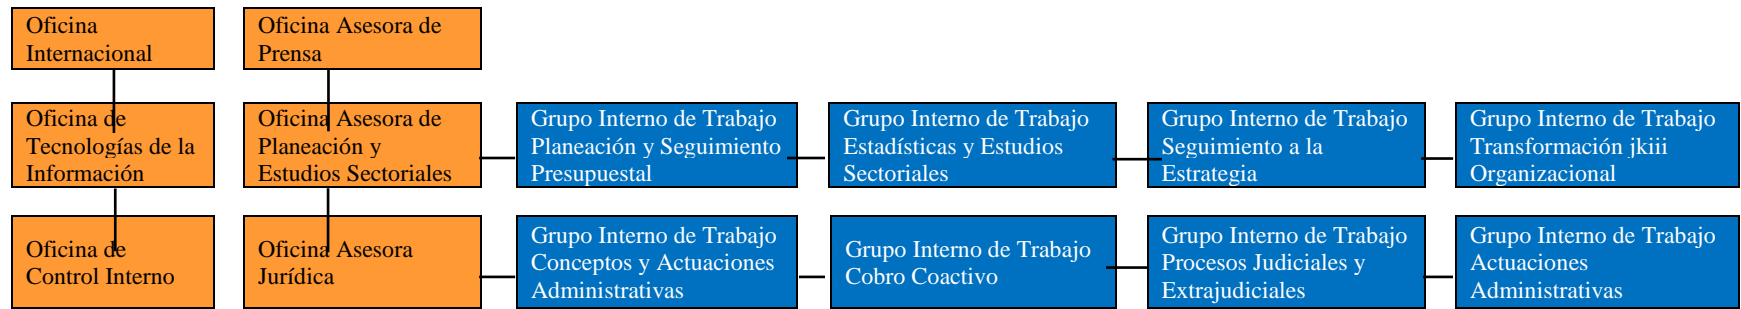 Oficina
Internacional
Oficina Asesora de
Prensa
Oficina de
Tecnologías de la
Información
Oficina Asesora de
Planeación y
Estudios Sectoriales
Grupo Interno de Trabajo
Planeación y Seguimiento
Presupuestal
Grupo Interno de Trabajo
Estadísticas y Estudios
Sectoriales
Grupo Interno de Trabajo
Seguimiento a la
Estrategia
Grupo Interno de Trabajo
Transformación jkiii
Organizacional
Oficina de
Control Interno
Oficina Asesora
Jurídica
Grupo Interno de Trabajo
Conceptos y Actuaciones
Administrativas
Grupo Interno de Trabajo
Cobro Coactivo
Grupo Interno de Trabajo
Procesos Judiciales y
Extrajudiciales
Grupo Interno de Trabajo
Actuaciones
Administrativas